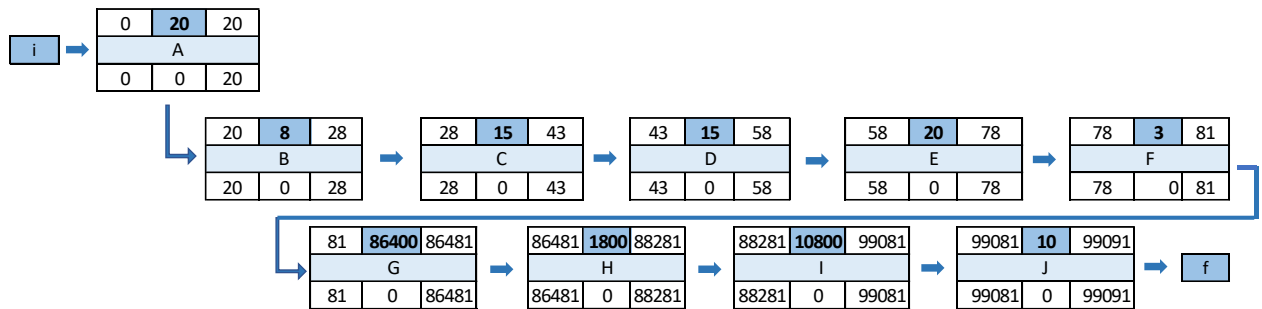 0 20 20
i A
0 0 20
20 8 28 28 15 43 43 15 58 58 20 78 78 3 81
B C D E F
20 0 28 28 0 43 43 0 58 58 0 78 78 0 81
81 86400 86481 86481 1800 88281 88281 10800 99081 99081 10 99091
G H I J f
81 0 86481 86481 0 88281 88281 0 99081 99081 0 99091